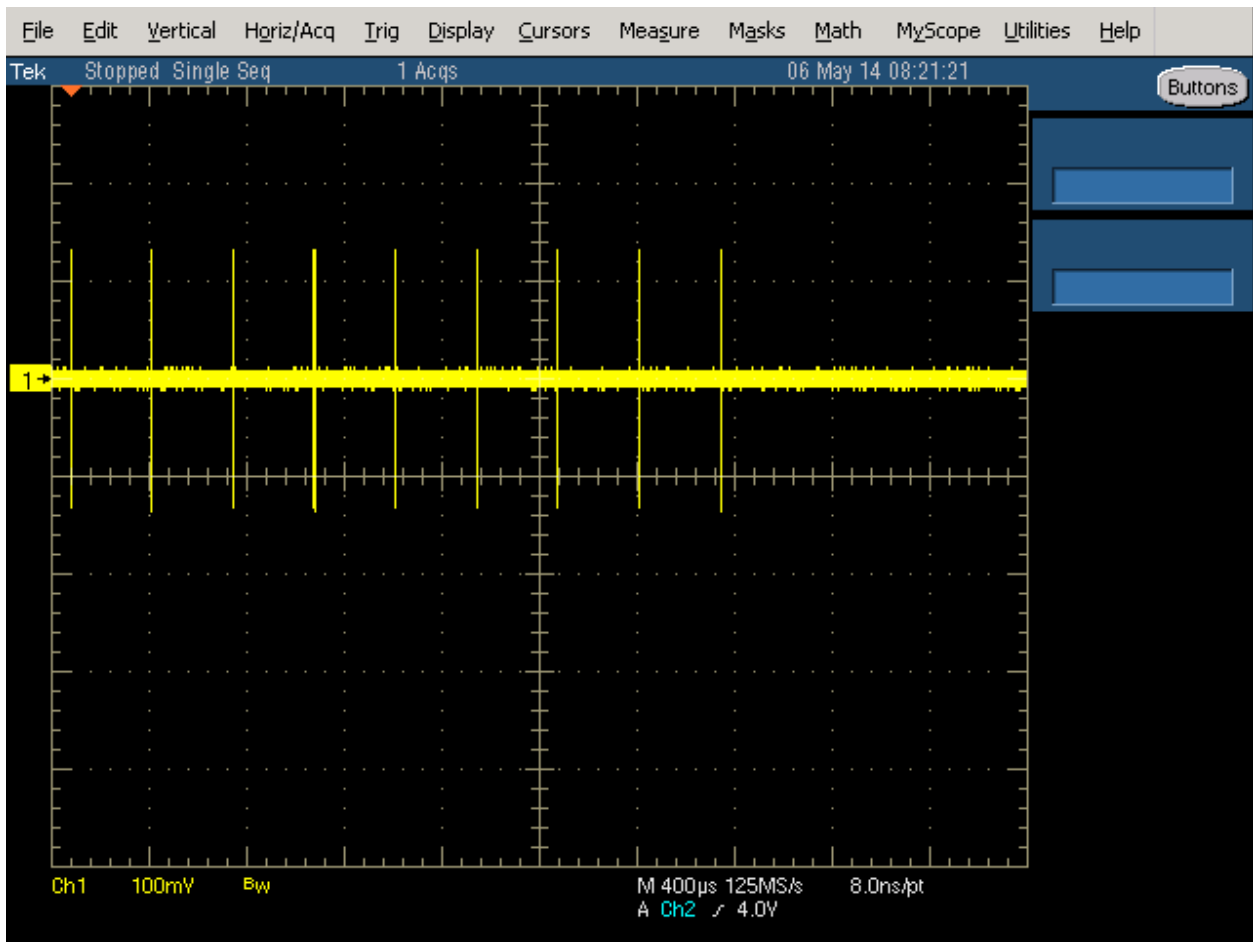 File Edit Vertical Horiz/Acq Trig Display Cursors Measure Masks Math MyScope Utilities Help
Tek Stopped Single Seq 1 Acqs 06 May 14 08:21:21
Buttons
1
Ch1 100mV Bw M 400µs 125MS/s 8.0ns/pt
A Ch2 4.0V